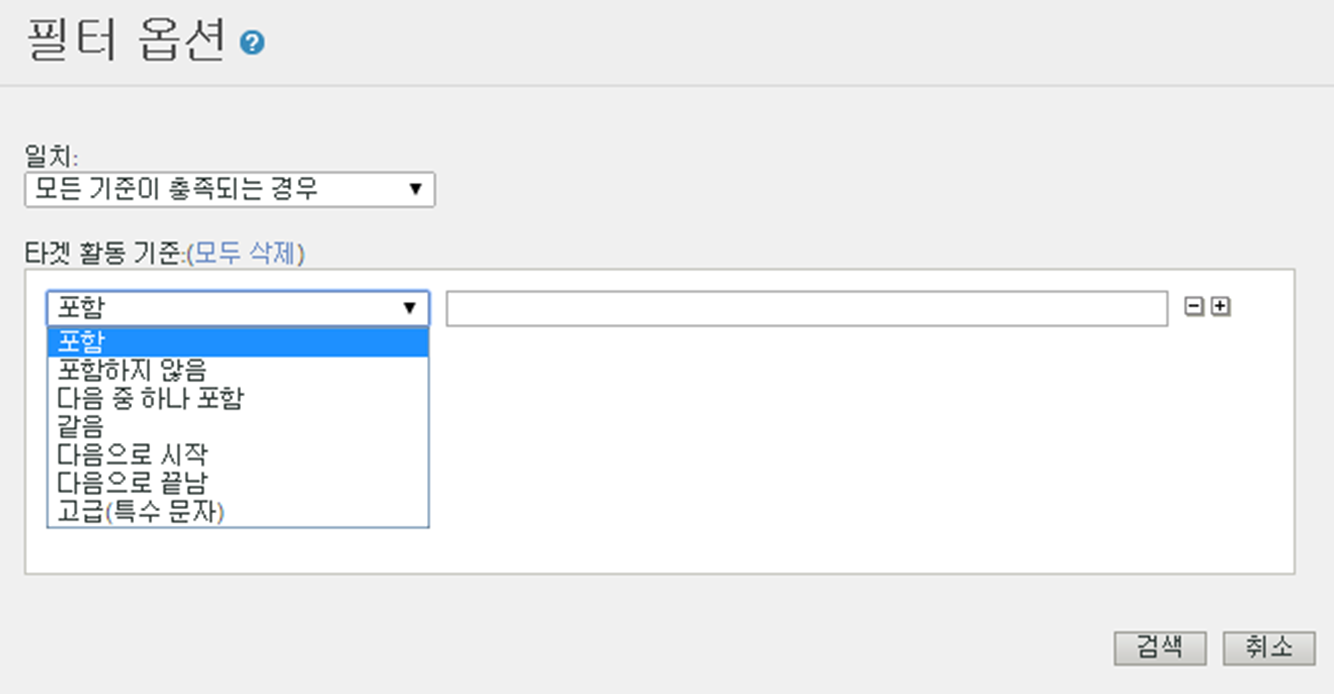 필터 옵션 ?
일치:
모든 기준이 충족되는 경우 ▼
타겟 활동 기준:(모두 삭제)
포함 ▼
포함
포함하지 않음
다음 중 하나 포함
같음
다음으로 시작
다음으로 끝남
고급(특수 문자)
검색 취소